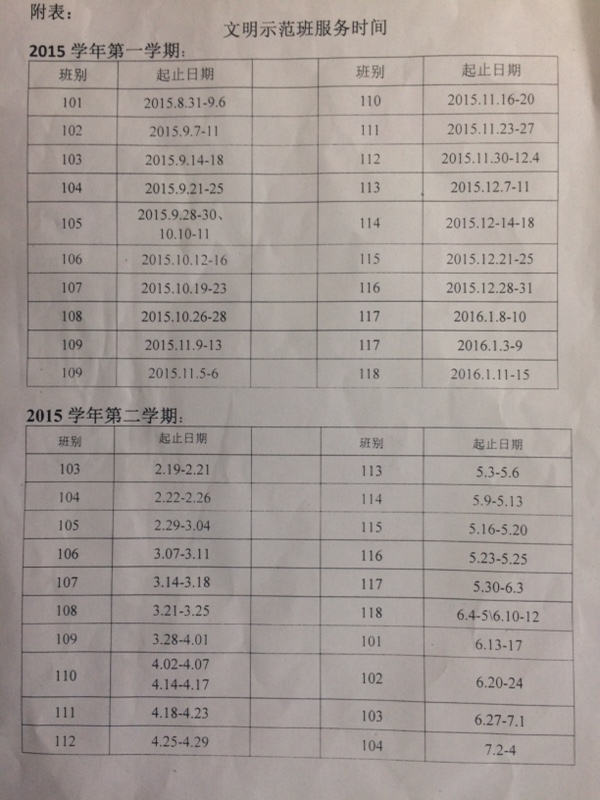 附表：
文明示范班服务时间
2015 学年第一学期：
班别 起止日期 班别 起止日期
101 2015.8.31-9.6 110 2015.11.16-20
102 2015.9.7-11 111 2015.11.23-27
103 2015.9.14-18 112 2015.11.30-12.4
104 2015.9.21-25 113 2015.12.7-11
105 2015.9.28-30、 114 2015.12-14-18
10.10-11
106 2015.10.12-16 115 2015.12.21-25
107 2015.10.19-23 116 2015.12.28-31
108 2015.10.26-28 117 2016.1.8-10
109 2015.11.9-13 117 2016.1.3-9
109 2015.11.5-6 118 2016.1.11-15
2015 学年第二学期：
班别 起止日期 班别 起止日期
103 2.19-2.21 113 5.3-5.6
104 2.22-2.26 114 5.9-5.13
105 2.29-3.04 115 5.16-5.20
106 3.07-3.11 116 5.23-5.25
107 3.14-3.18 117 5.30-6.3
108 3.21-3.25 118 6.4-5\6.10-12
109 3.28-4.01 101 6.13-17
110 4.02-4.07 102 6.20-24
4.14-4.17
111 4.18-4.23 103 6.27-7.1
112 4.25-4.29 104 7.2-4